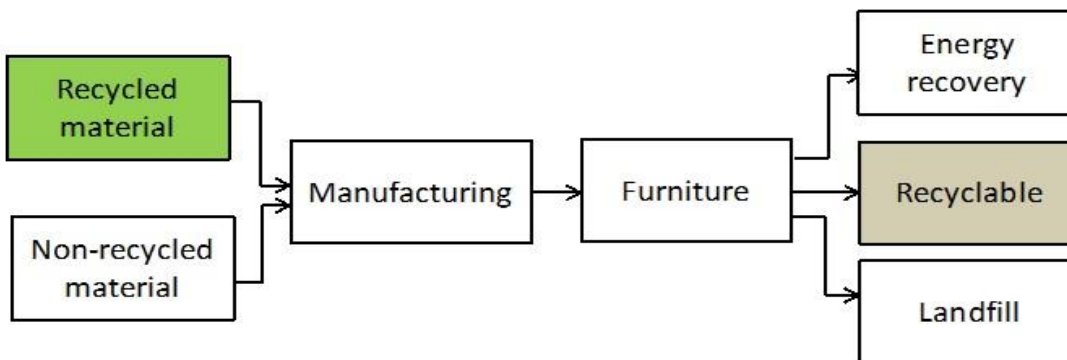 Recycled
material
Non-recycled
material
Manufacturing
Furniture
Energy
recovery
Recyclable
Landfill